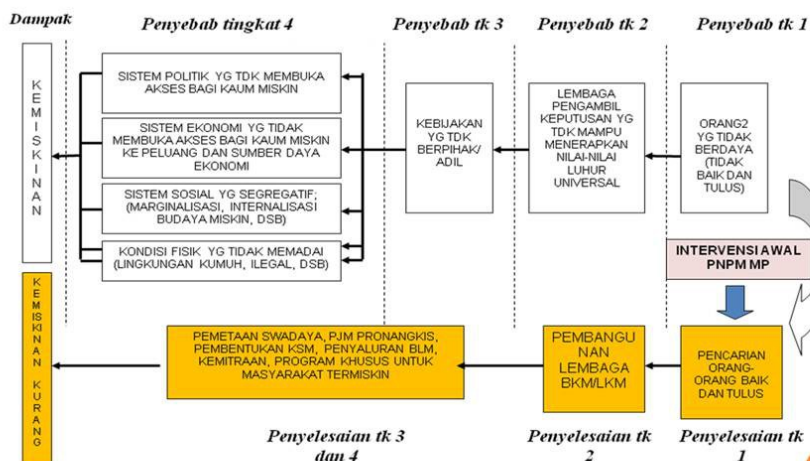 Dampak
Penyebab tingkat 4
Penyebab tk 3
Penyebab tk 2
Penyebab tk 1
KEMISKINAN
SISTEM POLITIK YG TDK MEMBUKA
AKSES BAGI KAUM MISKIN
SISTEM EKONOMI YG TIDAK
MEMBUKA AKSES BAGI KAUM MISKIN
KE PELUANG DAN SUMBER DAYA
EKONOMI
SISTEM SOSIAL YG SEGREGATIF;
(MARGINALISASI, INTERNALISASI
BUDAYA MISKIN, DSB)
KONDISI FISIK YG TIDAK MEMADAI
(LINGKUNGAN KUMUH, ILEGAL, DSB)
KEBIJAKAN
YG TDK
BERPIHAK/
ADIL
LEMBAGA
PENGAMBIL
KEPUTUSAN YG
TDK MAMPU
MENERAPKAN
NILAI-NILAI
LUHUR
UNIVERSAL
ORANG2
YG TIDAK
BERDAYA
(TIDAK
BAIK DAN
TULUS)
INTERVENSI AWAL
PNPM MP
KEMISKINAN KURANG
PEMETAAN SWADAYA, PJM PRONANGKIS,
PEMBENTUKAN KSM, PENYALURAN BLM,
KEMITRAAN, PROGRAM KHUSUS UNTUK
MASYARAKAT TERMISKIN
PEMBANGU
NAN
LEMBAGA
BKM/LKM
PENCARIAN
ORANG-
ORANG BAIK
DAN TULUS
Penyelesaian tk 3
dan 4
Penyelesaian tk
2
Penyelesaian tk
1